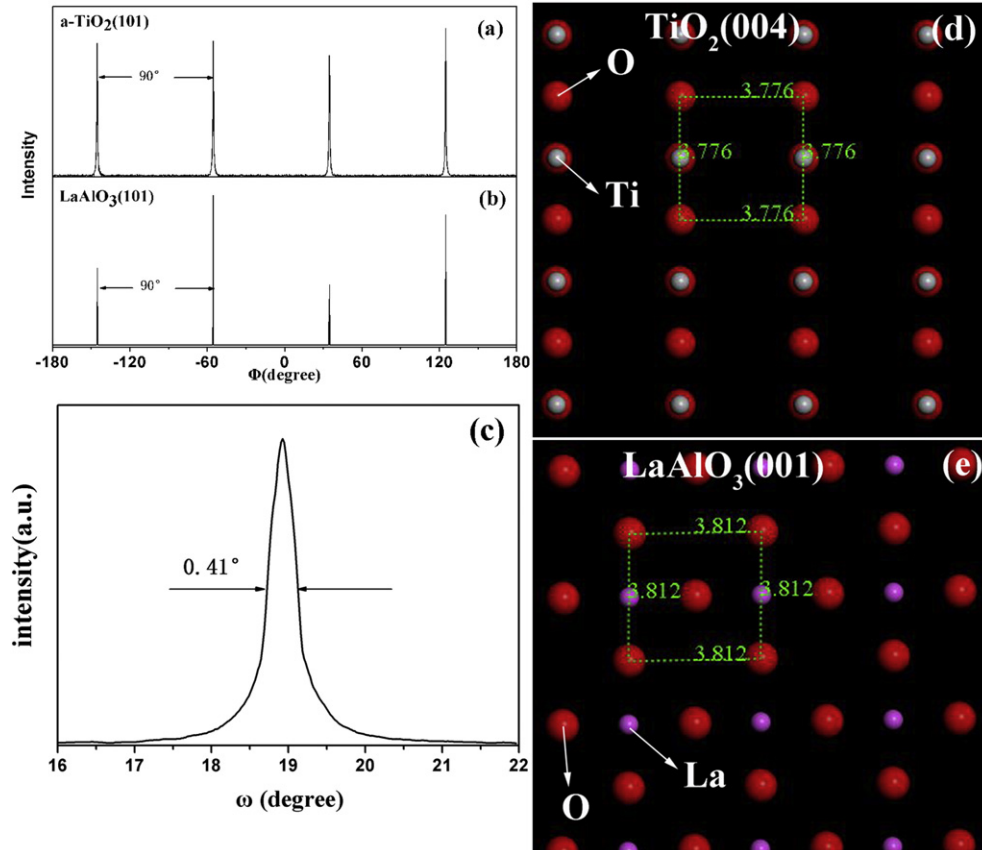 a-TiO2(101)
(a)
90°
LaAlO3(101)
(b)
90°
Intensity
-180 -120 -60 0 60 120 180
Φ(degree)
(c)
0.41°
intensity(a.u.)
16 17 18 19 20 21 22
ω (degree)
TiO2(004)
(d)
O
3.776
3.776
3.776
Ti
3.776
LaAlO3(001)
(e)
3.812
3.812
3.812
3.812
La
O